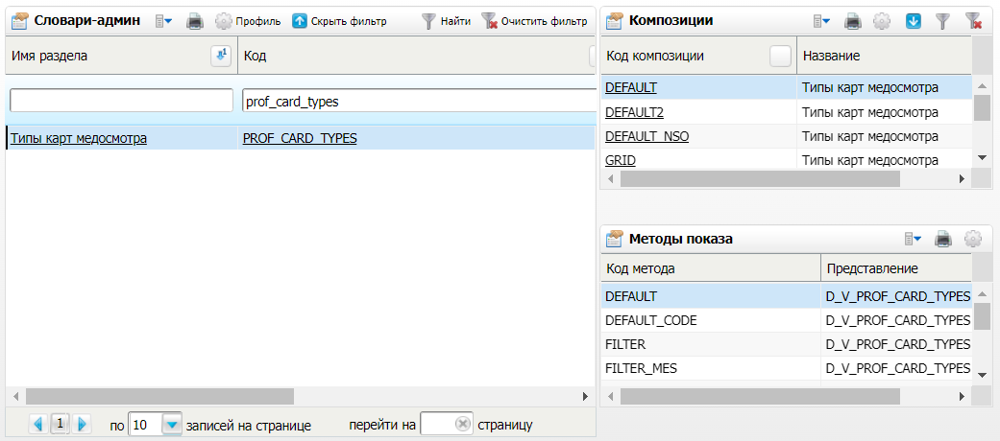 Словари-админ Профиль Скрыть фильтр Найти Очистить фильтр
Имя раздела Код
prof_card_types
Типы карт медосмотра PROF_CARD_TYPES
1 по 10 записей на странице перейти на страницу
Композиции
Код композиции Название
DEFAULT Типы карт медосмотра
DEFAULT2 Типы карт медосмотра
DEFAULT_NSO Типы карт медосмотра
GRID Типы карт медосмотра
Методы показа
Код метода Представление
DEFAULT D_V_PROF_CARD_TYPES
DEFAULT_CODE D_V_PROF_CARD_TYPES
FILTER D_V_PROF_CARD_TYPES
FILTER_MES D_V_PROF_CARD_TYPES